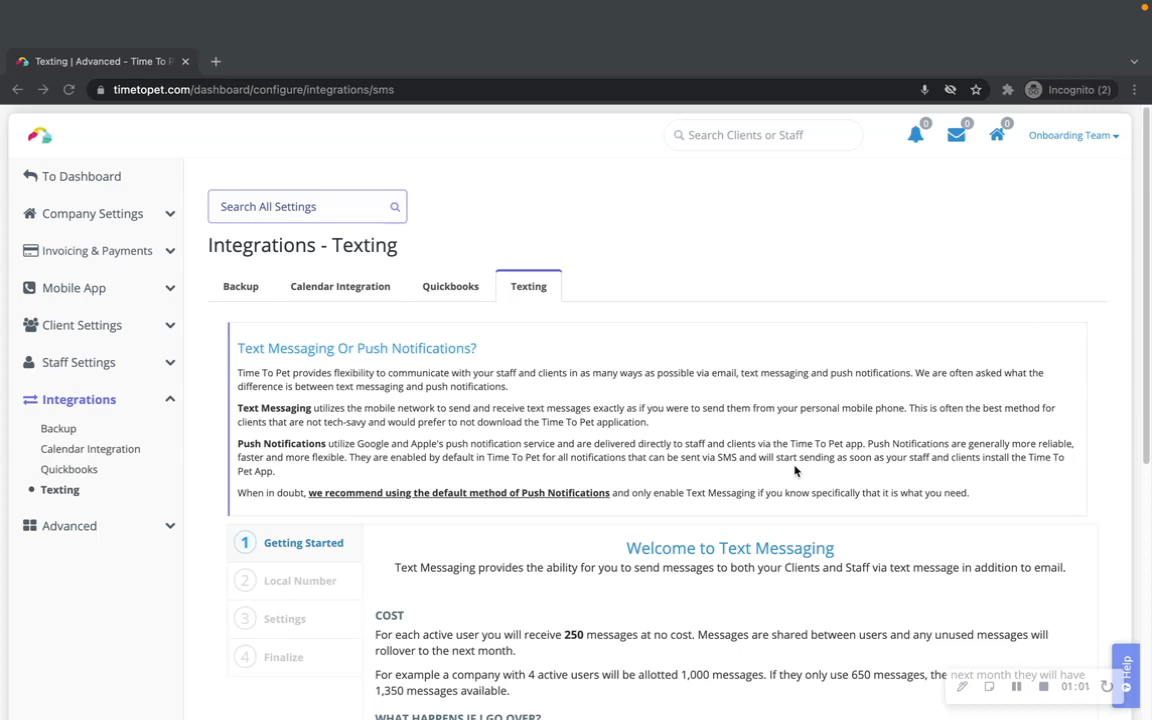 Texting | Advanced - Time To P
timetopet.com/dashboard/configure/integrations/sms
Incognito (2)
Search Clients or Staff
0
0
0
Onboarding Team
To Dashboard
Company Settings
Invoicing & Payments
Mobile App
Client Settings
Staff Settings
Integrations
Backup
Calendar Integration
Quickbooks
Texting
Advanced
Search All Settings
Integrations - Texting
Backup
Calendar Integration
Quickbooks
Texting
Text Messaging Or Push Notifications?
Time To Pet provides flexibility to communicate with your staff and clients in as many ways as possible via email, text messaging and push notifications. We are often asked what the
difference is between text messaging and push notifications.
Text Messaging utilizes the mobile network to send and receive text messages exactly as if you were to send them from your personal mobile phone. This is often the best method for
clients that are not tech-savy and would prefer to not download the Time To Pet application.
Push Notifications utilize Google and Apple's push notification service and are delivered directly to staff and clients via the Time To Pet app. Push Notifications are generally more reliable,
faster and more flexible. They are enabled by default in Time To Pet for all notifications that can be sent via SMS and will start sending as soon as your staff and clients install the Time To
Pet App.
When in doubt, we recommend using the default method of Push Notifications and only enable Text Messaging if you know specifically that it is what you need.
1 Getting Started
2 Local Number
3 Settings
4 Finalize
Welcome to Text Messaging
Text Messaging provides the ability for you to send messages to both your Clients and Staff via text message in addition to email.
COST
For each active user you will receive 250 messages at no cost. Messages are shared between users and any unused messages will
rollover to the next month.
For example a company with 4 active users will be allotted 1,000 messages. If they only use 650 messages, the next month they will have
1,350 messages available.
WHAT HAPPENS IF I GO OVER?
01:01
Help